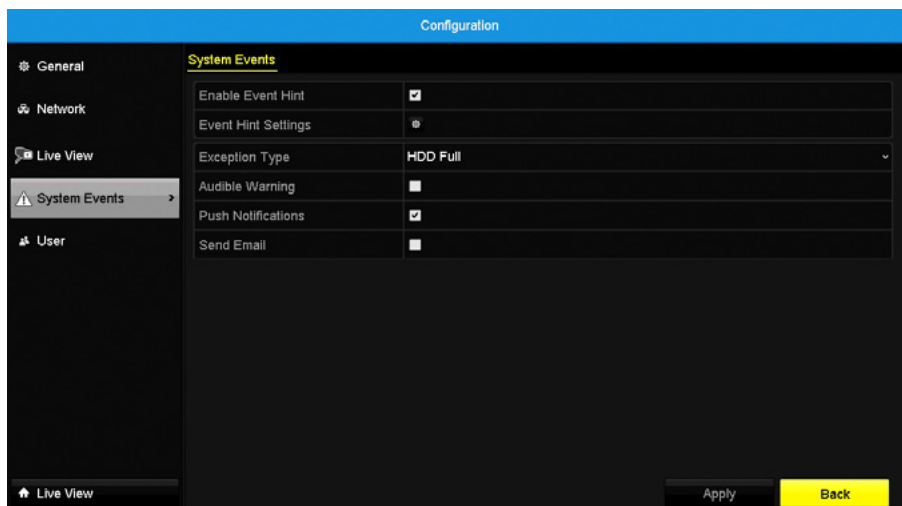 Configuration
General
Network
Live View
System Events
User
Live View
System Events
Enable Event Hint
Event Hint Settings
Exception Type HDD Full
Audible Warning
Push Notifications
Send Email
Apply Back